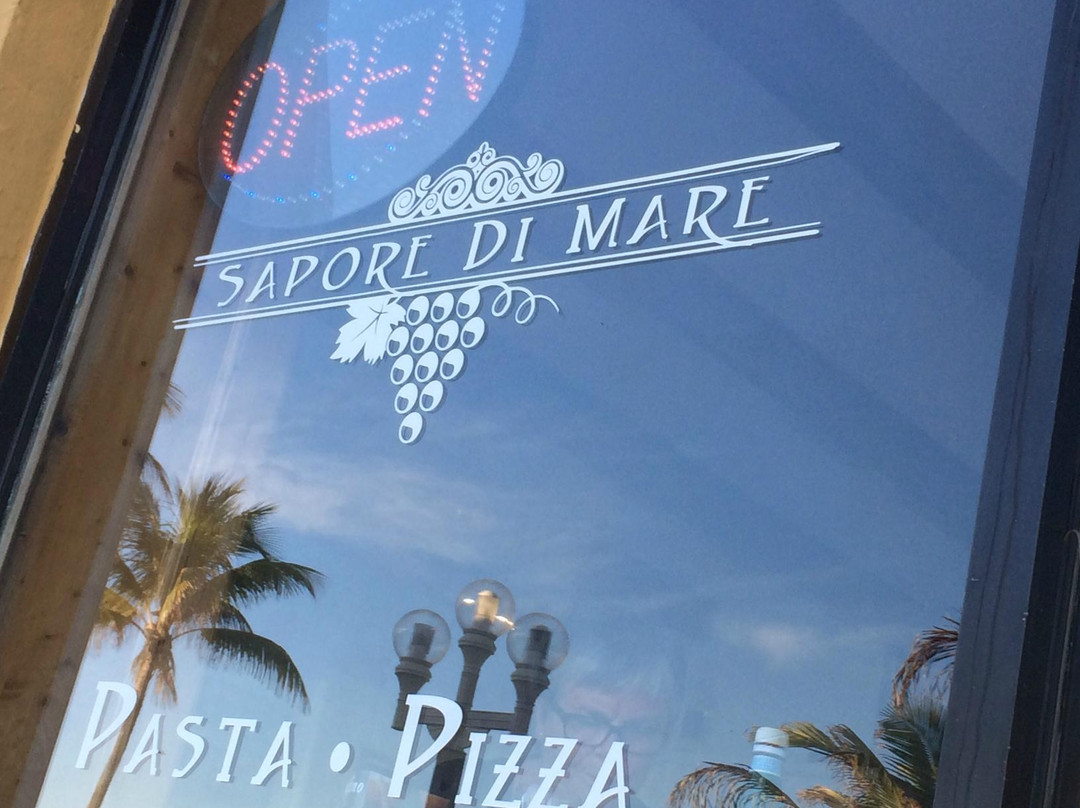 OPEN
SAPORE DI MARE
PASTA • PIZZA